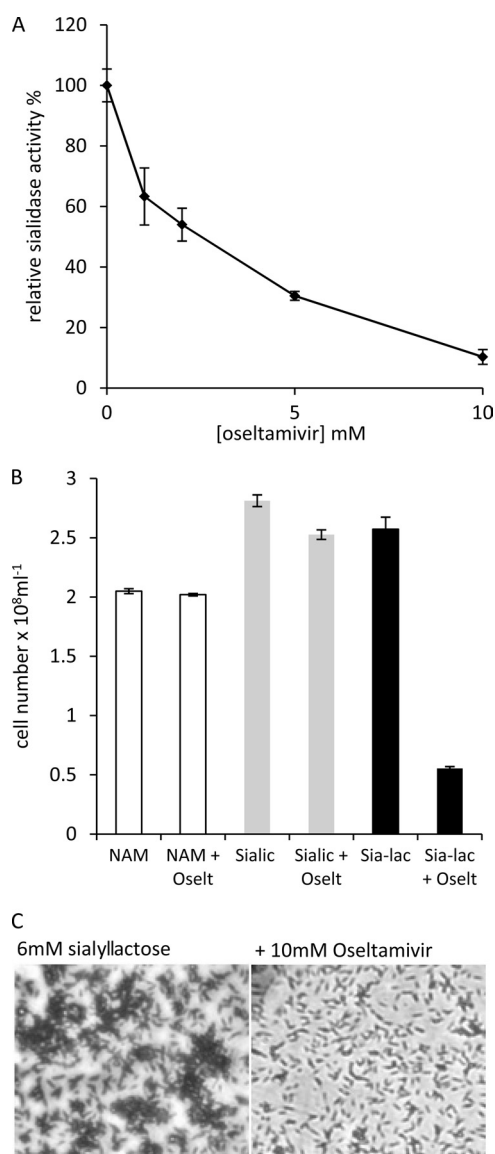 A
120
100
80
60
40
20
0
relative sialidase activity %
0 5 10
[oseltamivir] mM
B
3
2.5
2
1.5
1
0.5
0
cell number x 10⁸ml⁻¹
NAM NAM + Sialic Sialic + Sia-lac Sia-lac
Oselt Oselt + Oselt
C
6mM sialyllactose + 10mM Oseltamivir